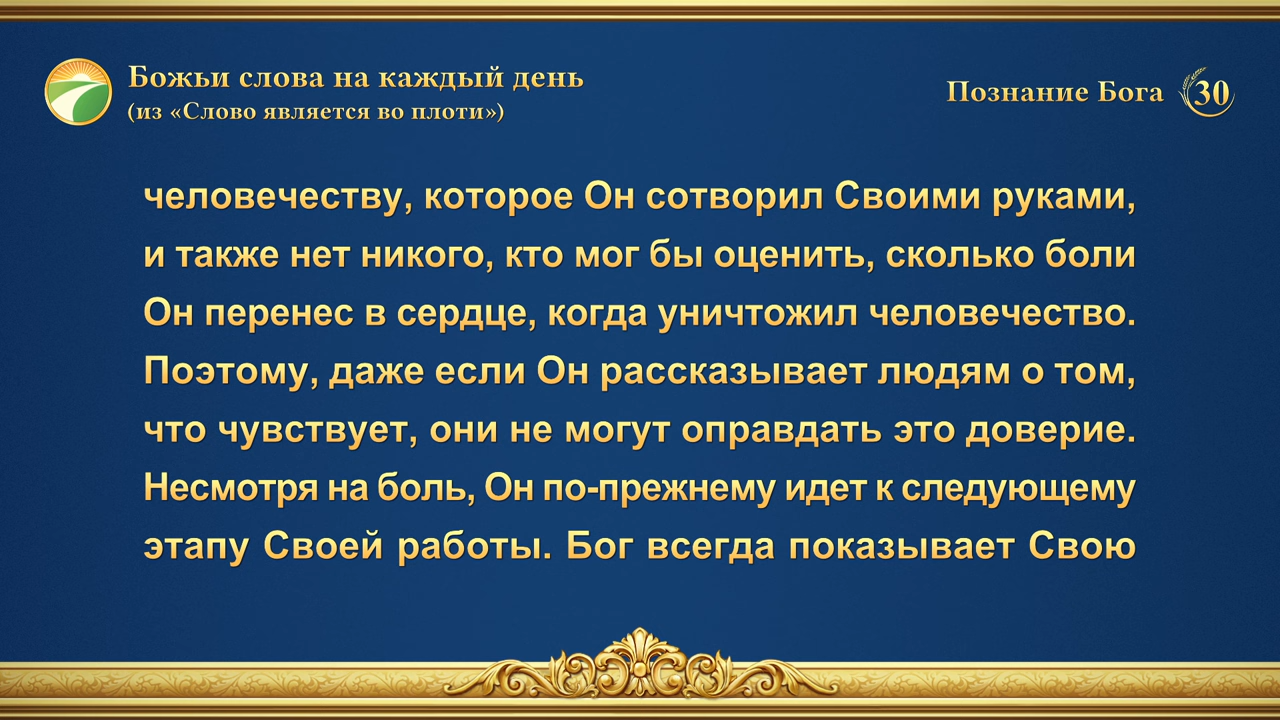 Божьи слова на каждый день
(из «Слово является во плоти»)
Познание Бога 30
человечеству, которое Он сотворил Своими руками,
и также нет никого, кто мог бы оценить, сколько боли
Он перенес в сердце, когда уничтожил человечество.
Поэтому, даже если Он рассказывает людям о том,
что чувствует, они не могут оправдать это доверие.
Несмотря на боль, Он по-прежнему идет к следующему
этапу Своей работы. Бог всегда показывает Свою